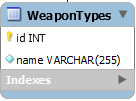 WeaponTypes
id INT
name VARCHAR(255)
Indexes